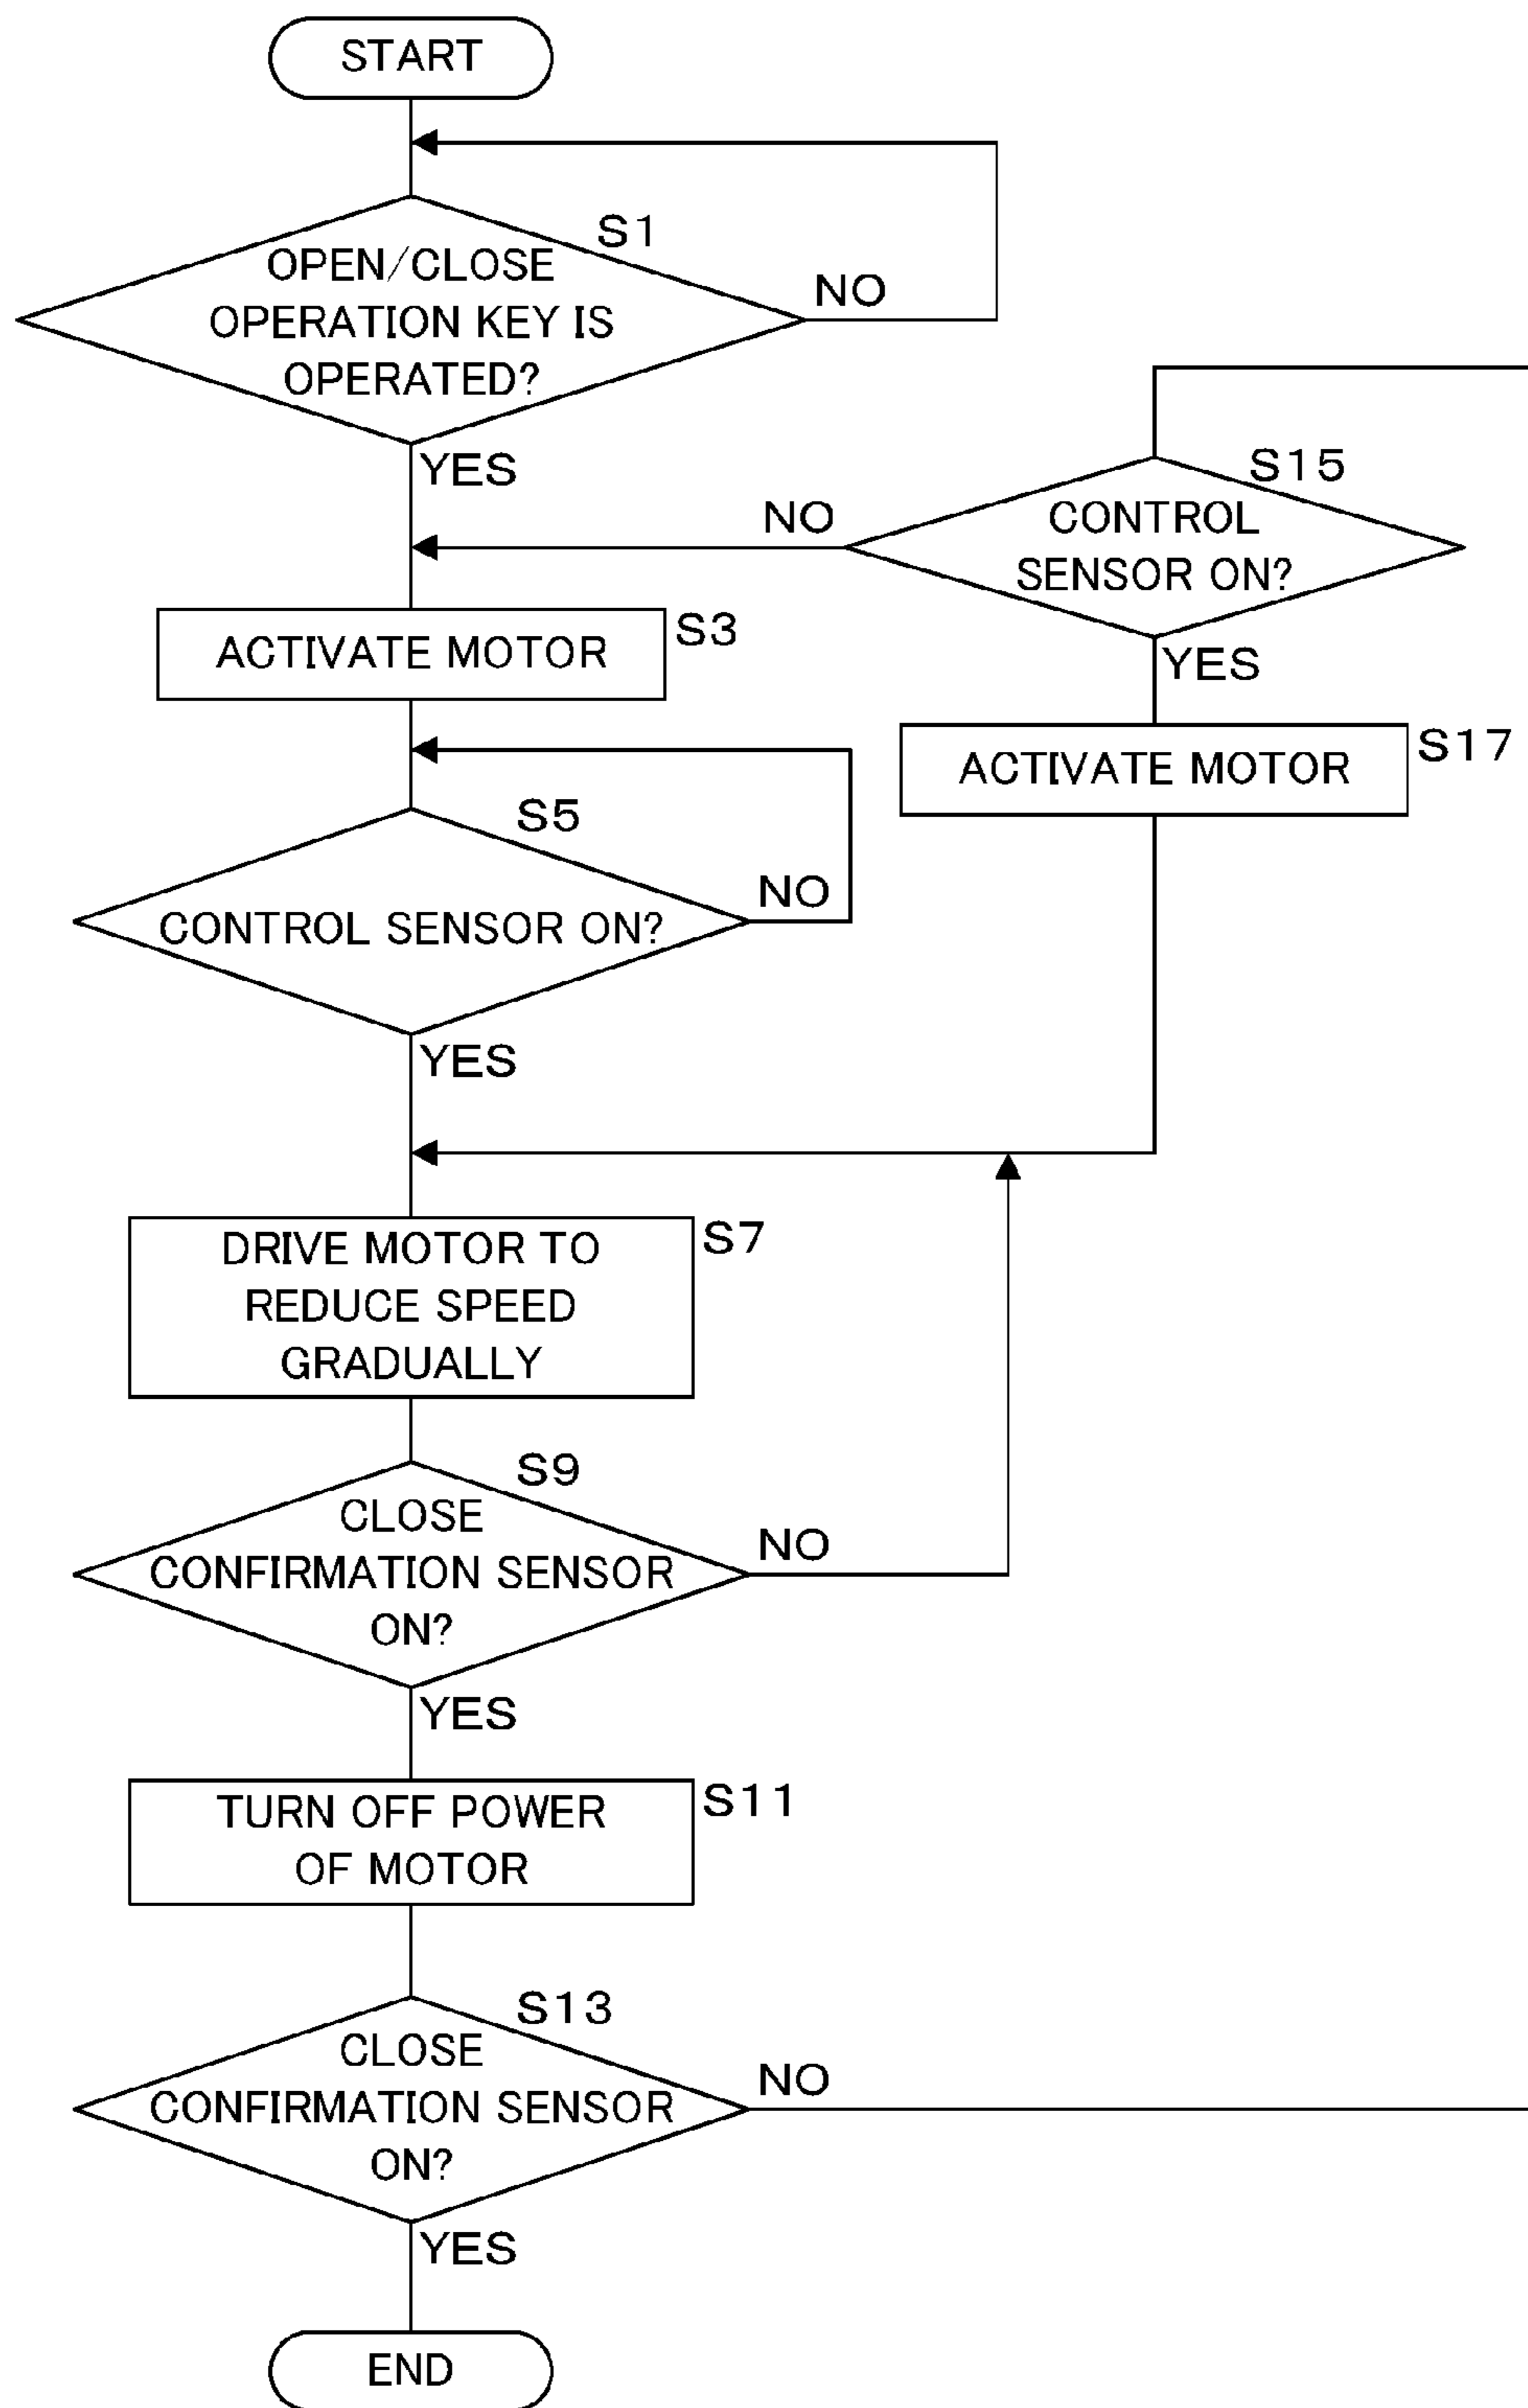 START
S1
OPEN/CLOSE
OPERATION KEY IS
OPERATED?
NO
YES
S15
CONTROL
SENSOR ON?
NO
YES
ACTIVATE MOTOR
S3
ACTIVATE MOTOR
S17
S5
CONTROL SENSOR ON?
NO
YES
DRIVE MOTOR TO
REDUCE SPEED
GRADUALLY
S7
S9
CLOSE
CONFIRMATION SENSOR
ON?
NO
YES
TURN OFF POWER
OF MOTOR
S11
S13
CLOSE
CONFIRMATION SENSOR
ON?
NO
YES
END